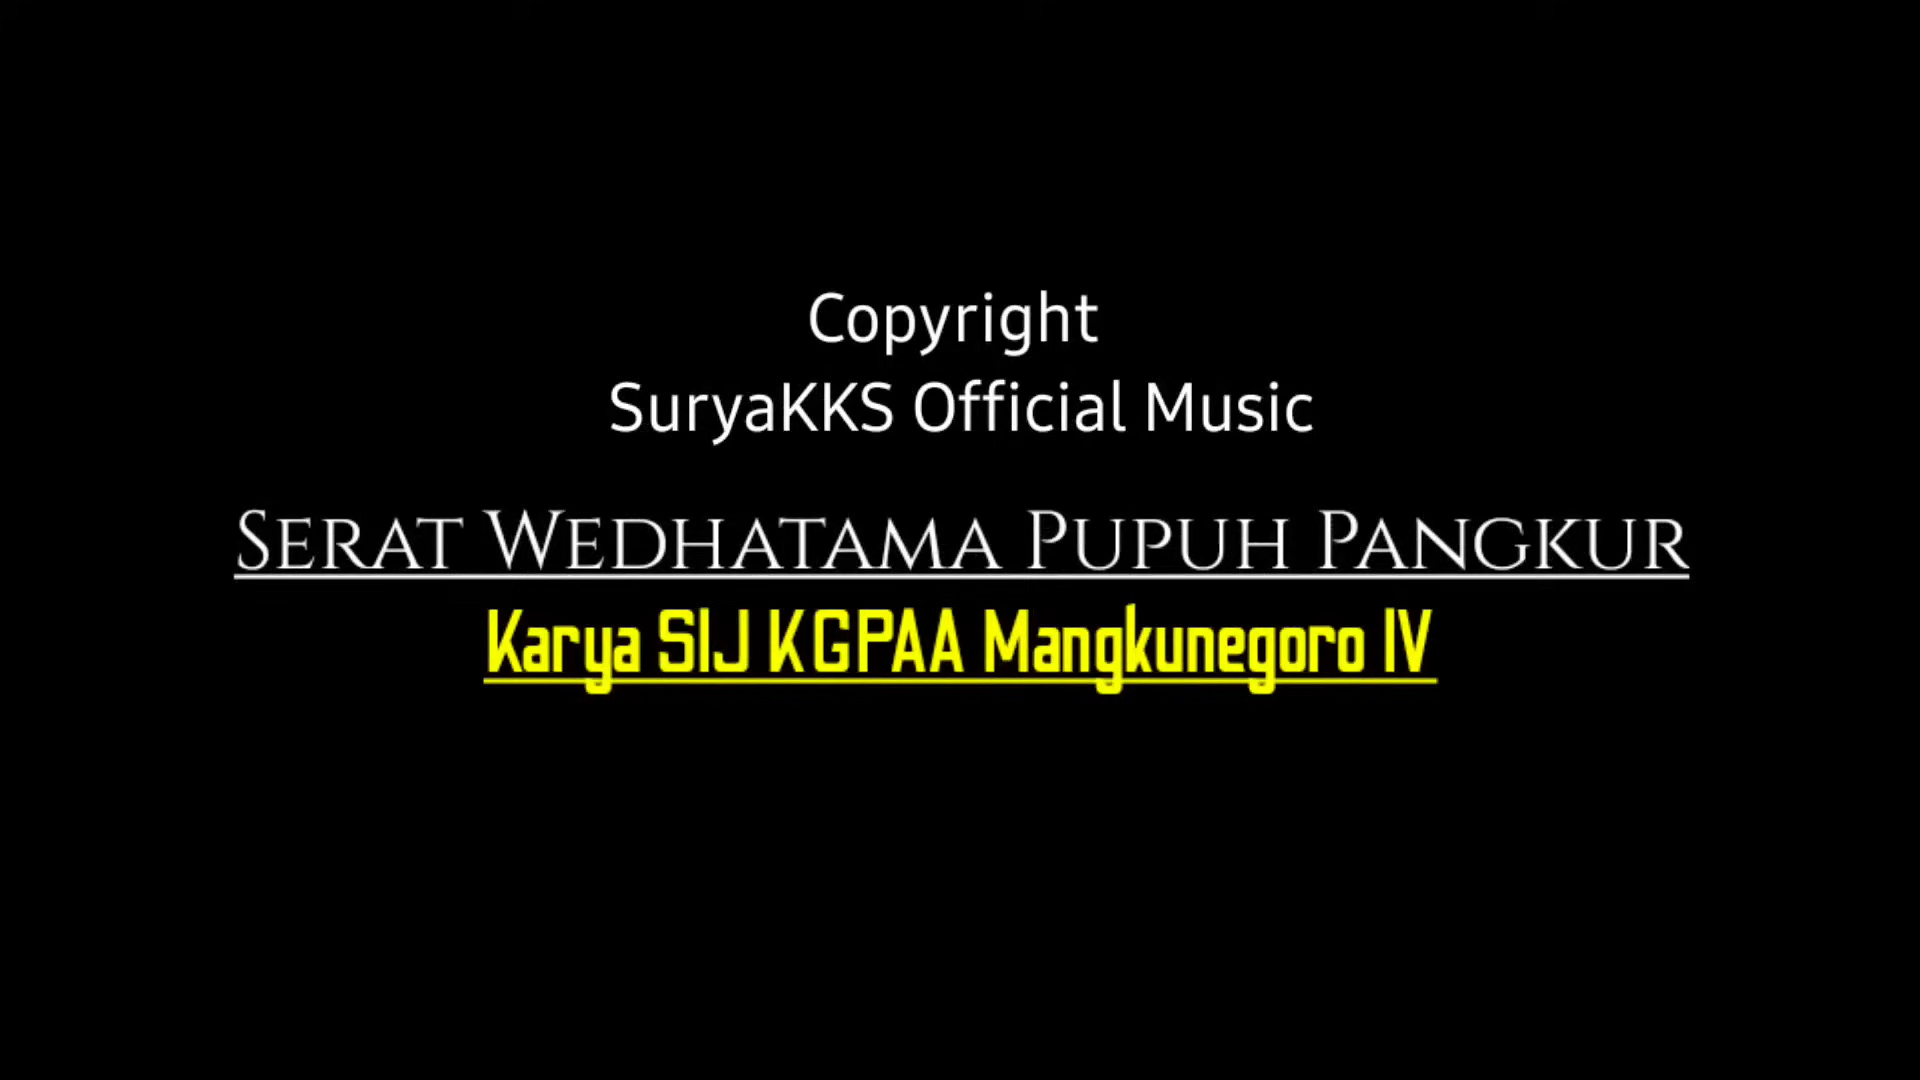 Copyright
SuryaKKS Official Music
SERAT WEDHATAMA PUPUH PANGKUR
Karya SIJ KGPAA Mangkunegoro IV